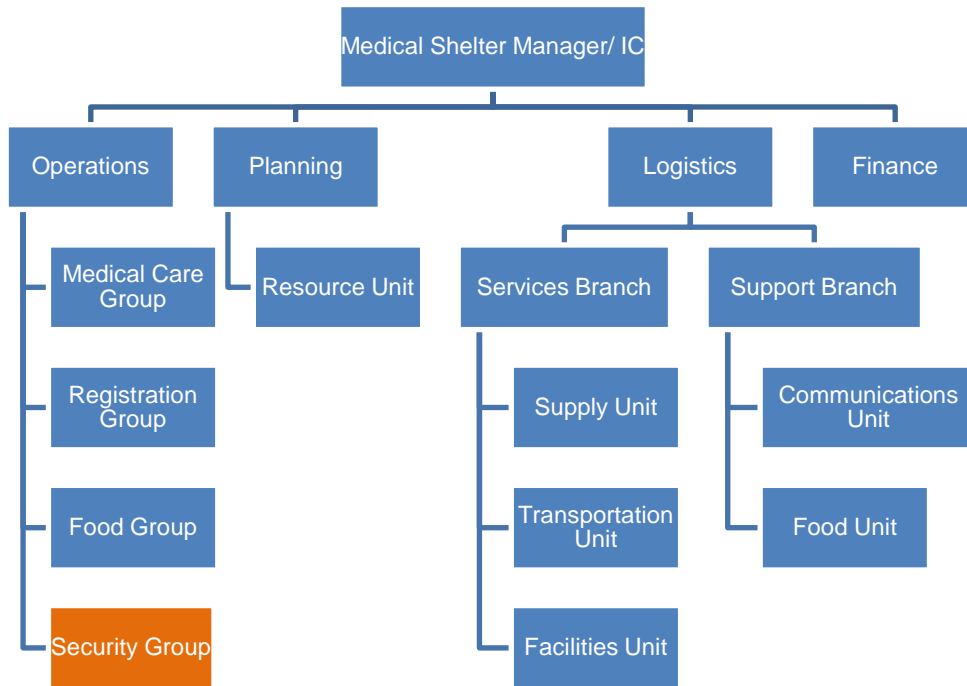 Medical Shelter Manager/ IC
Operations
Planning
Logistics
Finance
Medical Care
Group
Resource Unit
Services Branch
Support Branch
Registration
Group
Supply Unit
Communications
Unit
Food Group
Transportation
Unit
Food Unit
Security Group
Facilities Unit